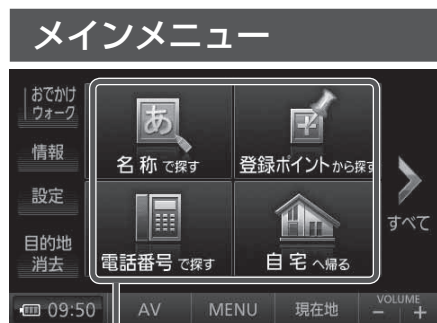 メインメニュー
おでかけ
ウォーク
情報
設定
目的地
消去
あ
名称で探す
登録ポイントから探す
電話番号で探す
自宅へ帰る
すべて
09:50
AV
MENU
現在地
VOLUME
− +